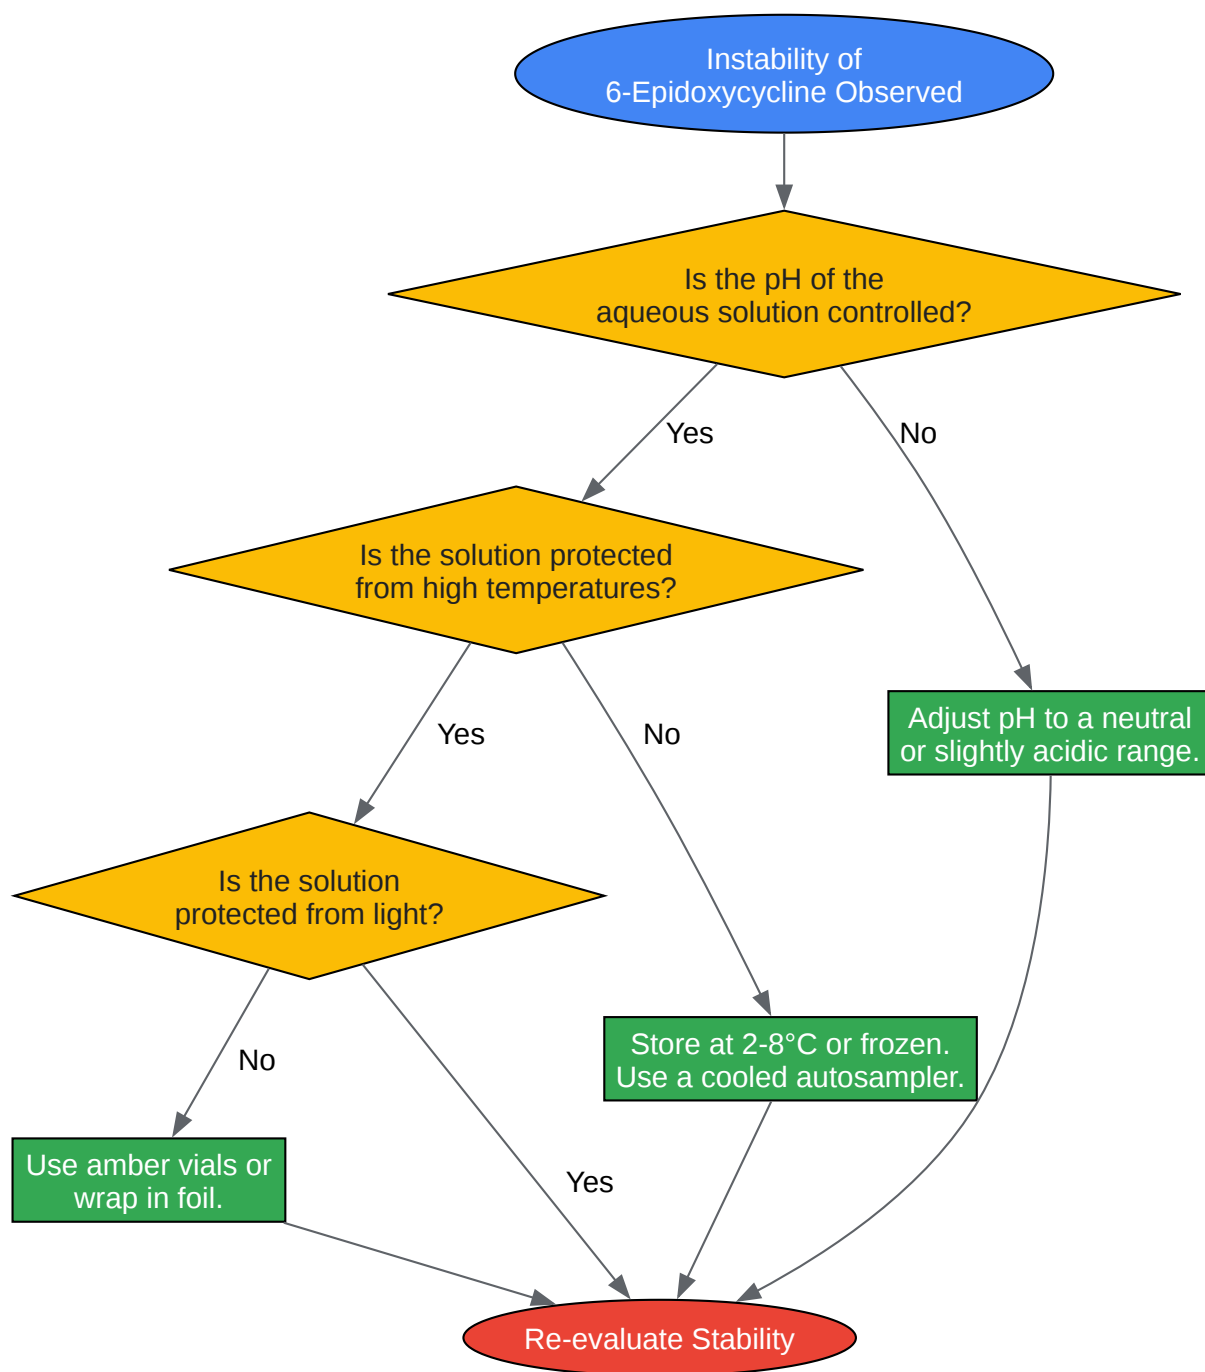 Instability of
6-Epidoxycycline Observed
Is the pH of the
aqueous solution controlled?
Yes
No
Is the solution protected
from high temperatures?
Adjust pH to a neutral
or slightly acidic range.
Yes
No
Is the solution
protected from light?
Store at 2-8°C or frozen.
Use a cooled autosampler.
No
Use amber vials or
wrap in foil.
Yes
Re-evaluate Stability